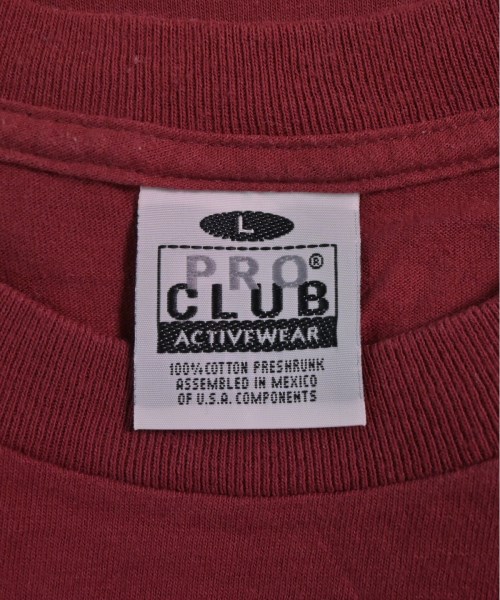 L
PRO®
CLUB
ACTIVEWEAR
100% COTTON PRESHRUNK
ASSEMBLED IN MEXICO
OF U.S.A. COMPONENTS